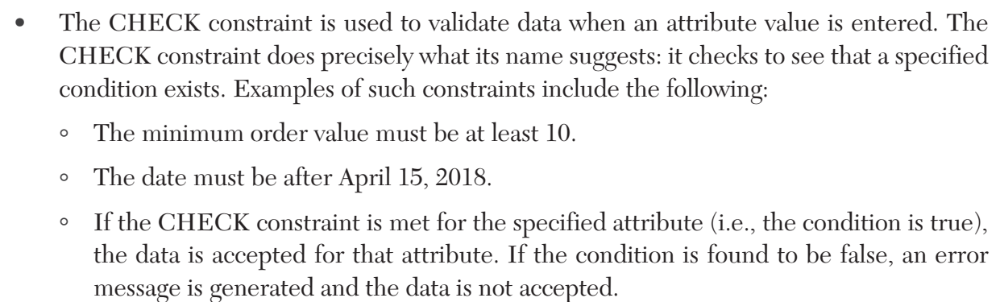 • The CHECK constraint is used to validate data when an attribute value is entered. The
CHECK constraint does precisely what its name suggests: it checks to see that a specified
condition exists. Examples of such constraints include the following:
◦ The minimum order value must be at least 10.
◦ The date must be after April 15, 2018.
◦ If the CHECK constraint is met for the specified attribute (i.e., the condition is true),
the data is accepted for that attribute. If the condition is found to be false, an error
message is generated and the data is not accepted.